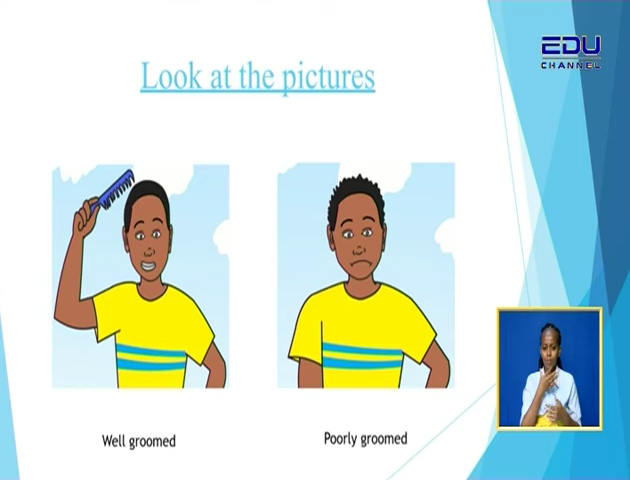 Look at the pictures
EDU
CHANNEL
Well groomed
Poorly groomed